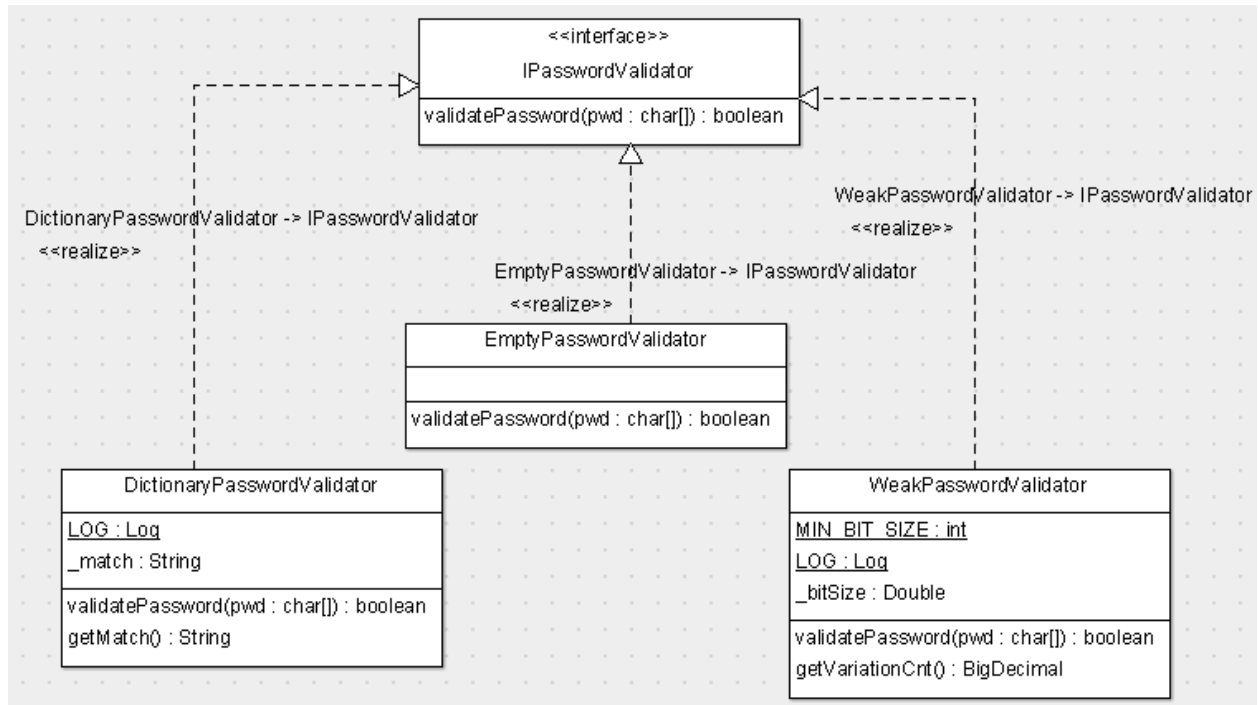 <<interface>>
IPasswordValidator
validatePassword(pwd : char[]) : boolean
DictionaryPasswordValidator -> IPasswordValidator
<<realize>>
WeakPasswordValidator -> IPasswordValidator
<<realize>>
EmptyPasswordValidator -> IPasswordValidator
<<realize>>
EmptyPasswordValidator
validatePassword(pwd : char[]) : boolean
DictionaryPasswordValidator
LOG : Log
_match : String
validatePassword(pwd : char[]) : boolean
getMatch() : String
WeakPasswordValidator
MIN_BIT_SIZE : int
LOG : Log
_bitSize : Double
validatePassword(pwd : char[]) : boolean
getVariationCnt() : BigDecimal